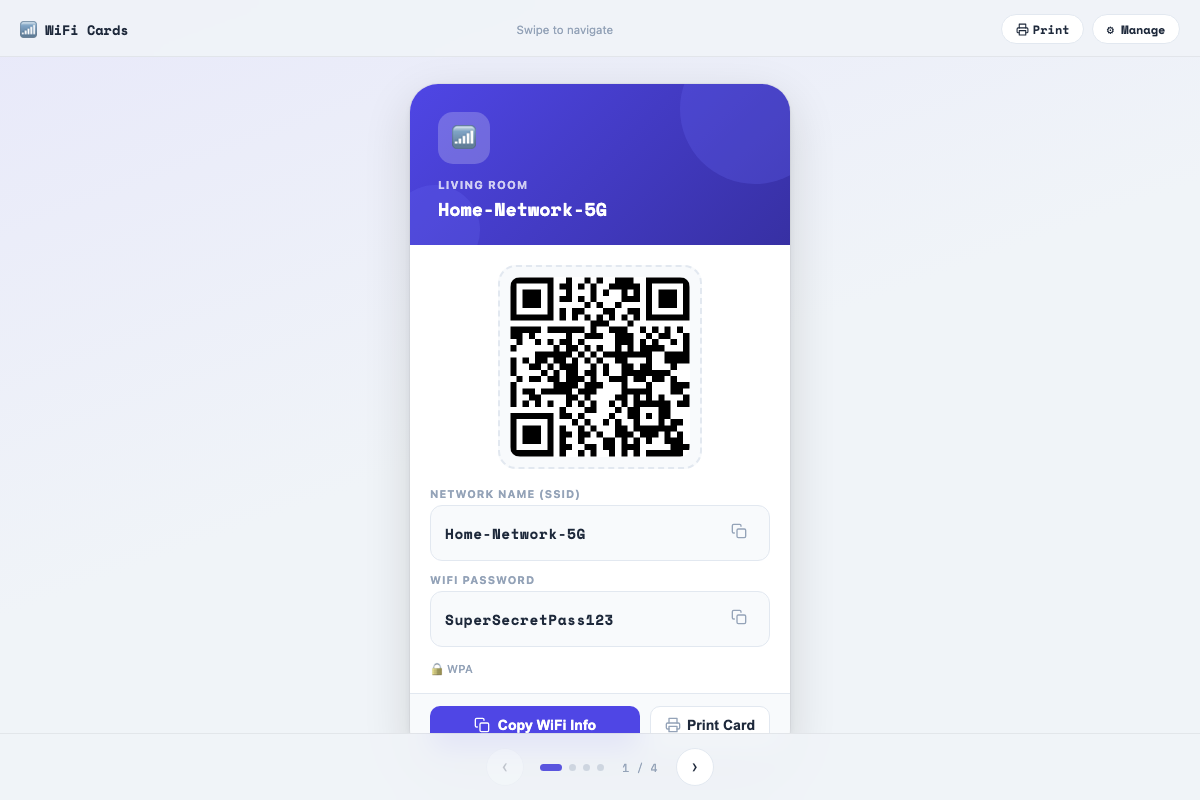 WiFi Cards
Swipe to navigate
Print
Manage
LIVING ROOM
Home-Network-5G
NETWORK NAME (SSID)
Home-Network-5G
WIFI PASSWORD
SuperSecretPass123
WPA
Copy WiFi Info
Print Card
‹
1 / 4
›